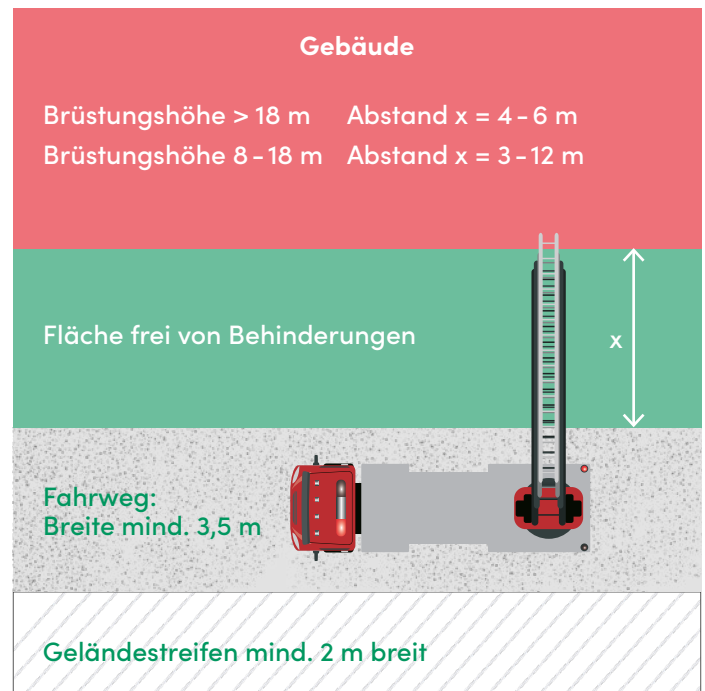 Gebäude
Brüstungshöhe > 18 m Abstand x = 4 - 6 m
Brüstungshöhe 8 - 18 m Abstand x = 3 - 12 m
Fläche frei von Behinderungen
x
Fahrweg:
Breite mind. 3,5 m
Geländestreifen mind. 2 m breit